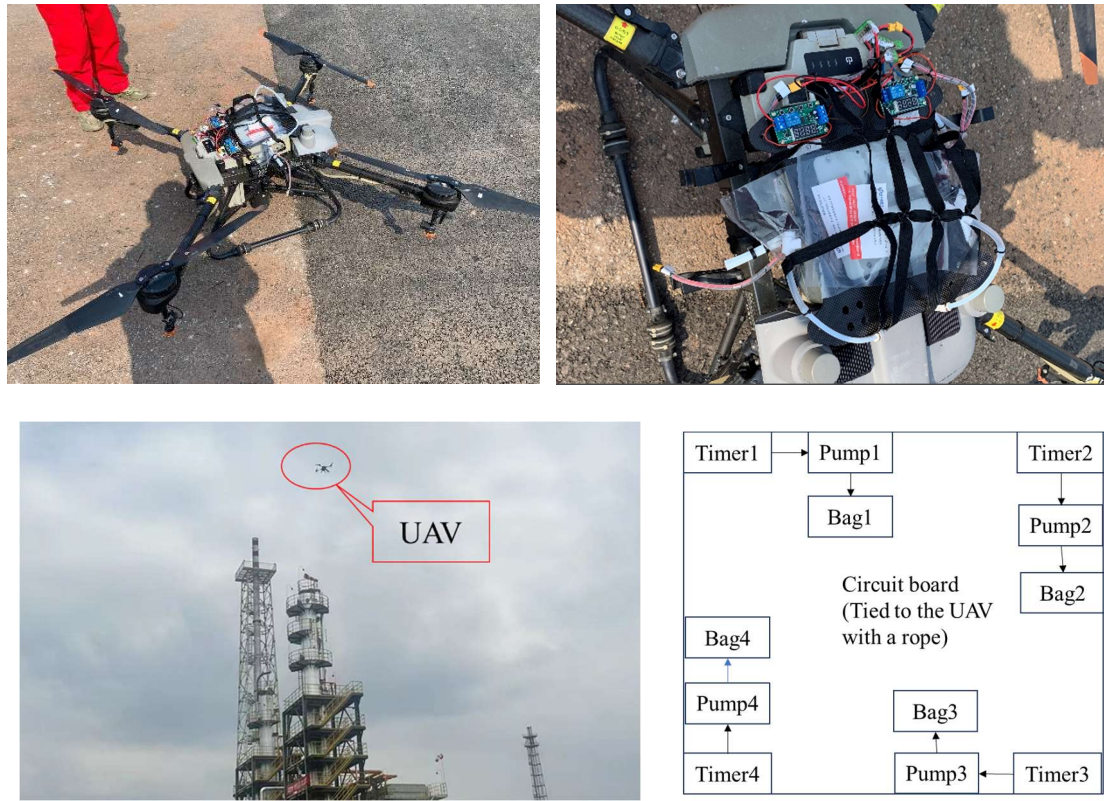 UAV
Timer1
Pump1
Timer2
Bag1
Pump2
Circuit board
(Tied to the UAV
with a rope)
Bag2
Bag4
Pump4
Bag3
Timer4
Pump3
Timer3